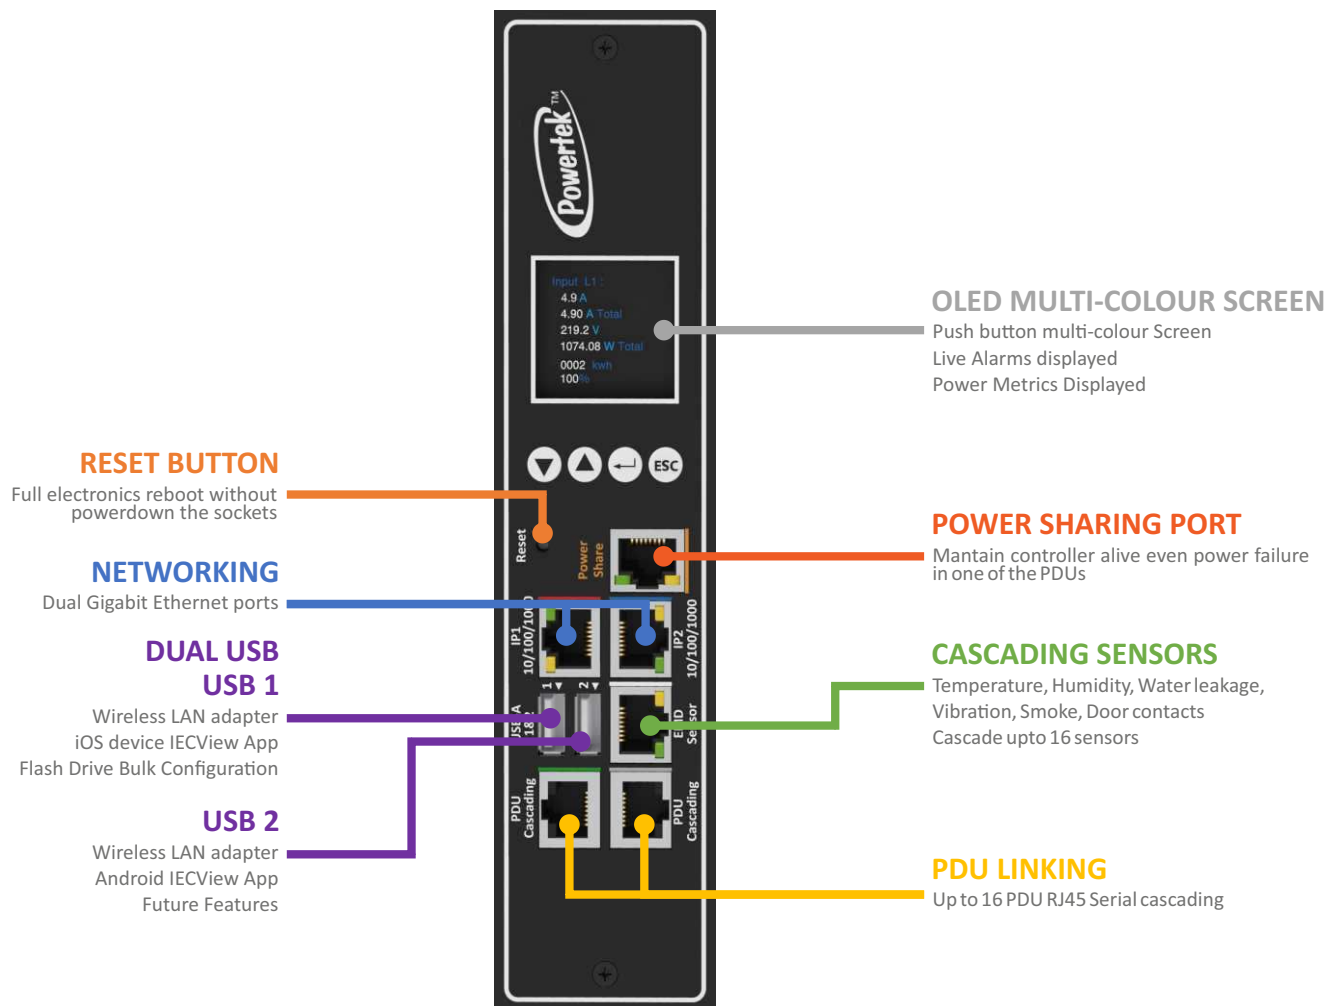 Powertek™
Input L1 :
4.9 A
4.90 A Total
219.2 V
1074.08 W Total
0002 kwh
100%
OLED MULTI-COLOUR SCREEN
Push button multi-colour Screen
Live Alarms displayed
Power Metrics Displayed
ESC
RESET BUTTON
Full electronics reboot without
powerdown the sockets
Reset
Power
Share
POWER SHARING PORT
Mantain controller alive even power failure
in one of the PDUs
NETWORKING
Dual Gigabit Ethernet ports
IP1
10/100/1000
IP2
10/100/1000
DUAL USB
USB 1
Wireless LAN adapter
iOS device IECView App
Flash Drive Bulk Configuration
1
2
Sensor
CASCADING SENSORS
Temperature, Humidity, Water leakage,
Vibration, Smoke, Door contacts
Cascade upto 16 sensors
USB 2
Wireless LAN adapter
Android IECView App
Future Features
PDU
Cascading
PDU
Cascading
PDU LINKING
Up to 16 PDU RJ45 Serial cascading